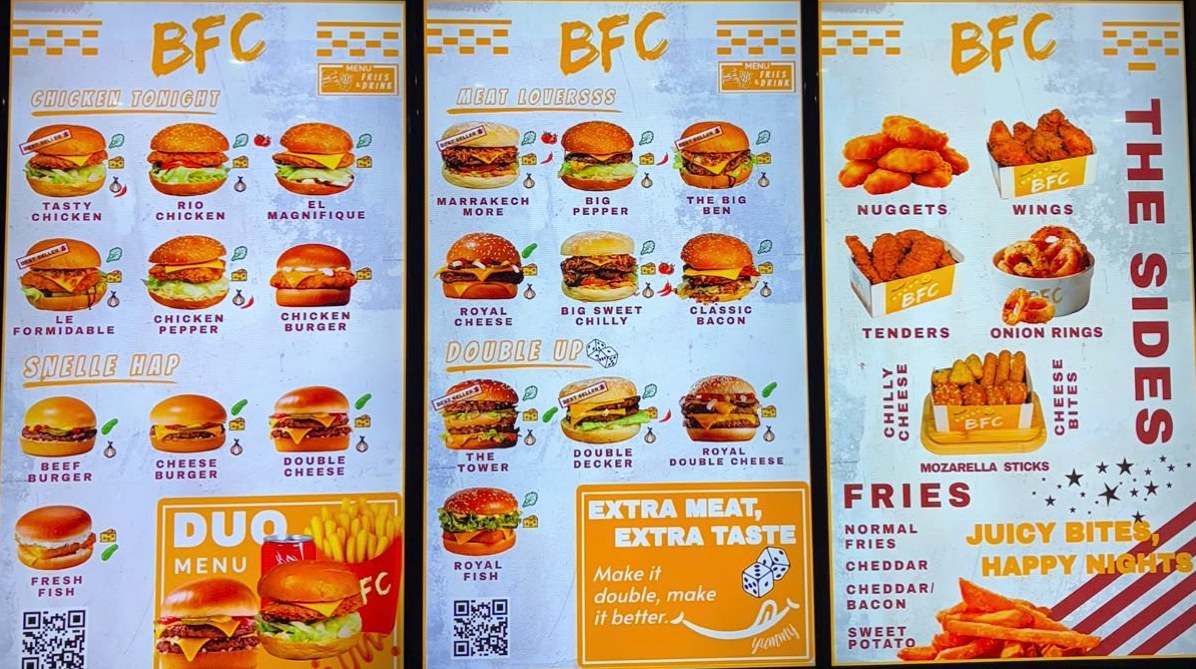 BFC
MENU
FRIES
& DRINK
CHICKEN TONIGHT
BEST-SELLER
TASTY
CHICKEN
RIO
CHICKEN
EL
MAGNIFIQUE
BEST-SELLER
LE
FORMIDABLE
CHICKEN
PEPPER
CHICKEN
BURGER
SNELLE HAP
BEEF
BURGER
CHEESE
BURGER
DOUBLE
CHEESE
FRESH
FISH
DUO
MENU
FC
BFC
MENU
FRIES
& DRINK
MEAT LOVERSSS
BEST-SELLER
MARRAKECH
MORE
BIG
PEPPER
BEST-SELLER
THE BIG
BEN
ROYAL
CHEESE
BIG SWEET
CHILLY
CLASSIC
BACON
DOUBLE UP
BEST-SELLER
THE
TOWER
BEST-SELLER
DOUBLE
DECKER
ROYAL
DOUBLE CHEESE
ROYAL
FISH
EXTRA MEAT,
EXTRA TASTE
Make it
double, make
it better.
yummy
BFC
THE SIDES
NUGGETS
BFC
WINGS
BFC
TENDERS
FC
ONION RINGS
CHILLY
CHEESE
BFC
CHEESE
BITES
MOZARELLA STICKS
FRIES
NORMAL
FRIES
CHEDDAR
CHEDDAR/
BACON
SWEET
POTATO
JUICY BITES,
HAPPY NIGHTS